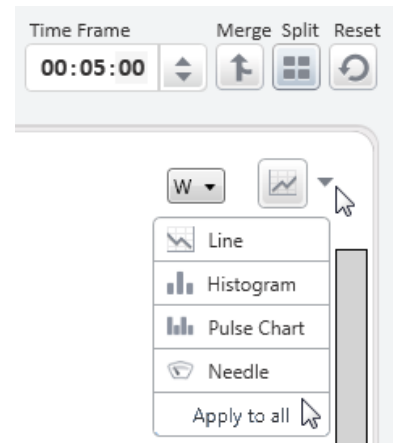 Time Frame Merge Split Reset
00:05:00
W
Line
Histogram
Pulse Chart
Needle
Apply to all